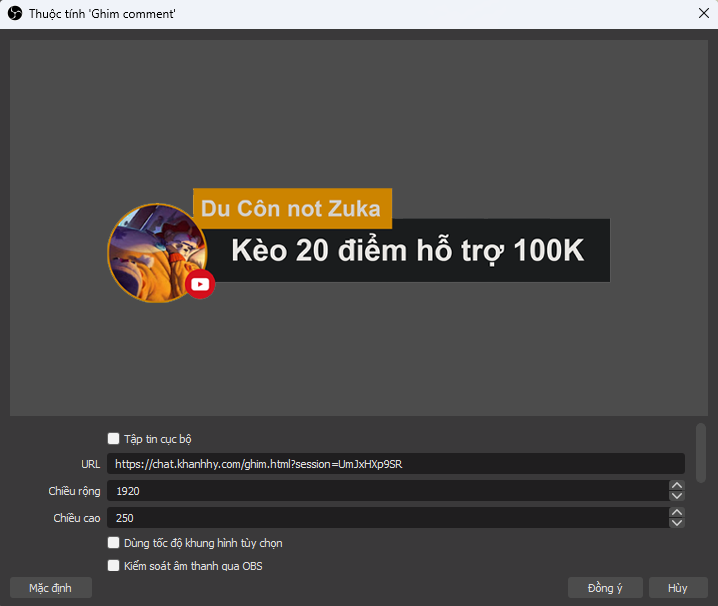 Thuộc tính 'Ghim comment'
Du Côn not Zuka
Kèo 20 điểm hỗ trợ 100K
Tập tin cục bộ
URL https://chat.khanhhy.com/ghim.html?session=UmJxHXp9SR
Chiều rộng 1920
Chiều cao 250
Dùng tốc độ khung hình tùy chọn
Kiểm soát âm thanh qua OBS
Mặc định Đồng ý Hủy